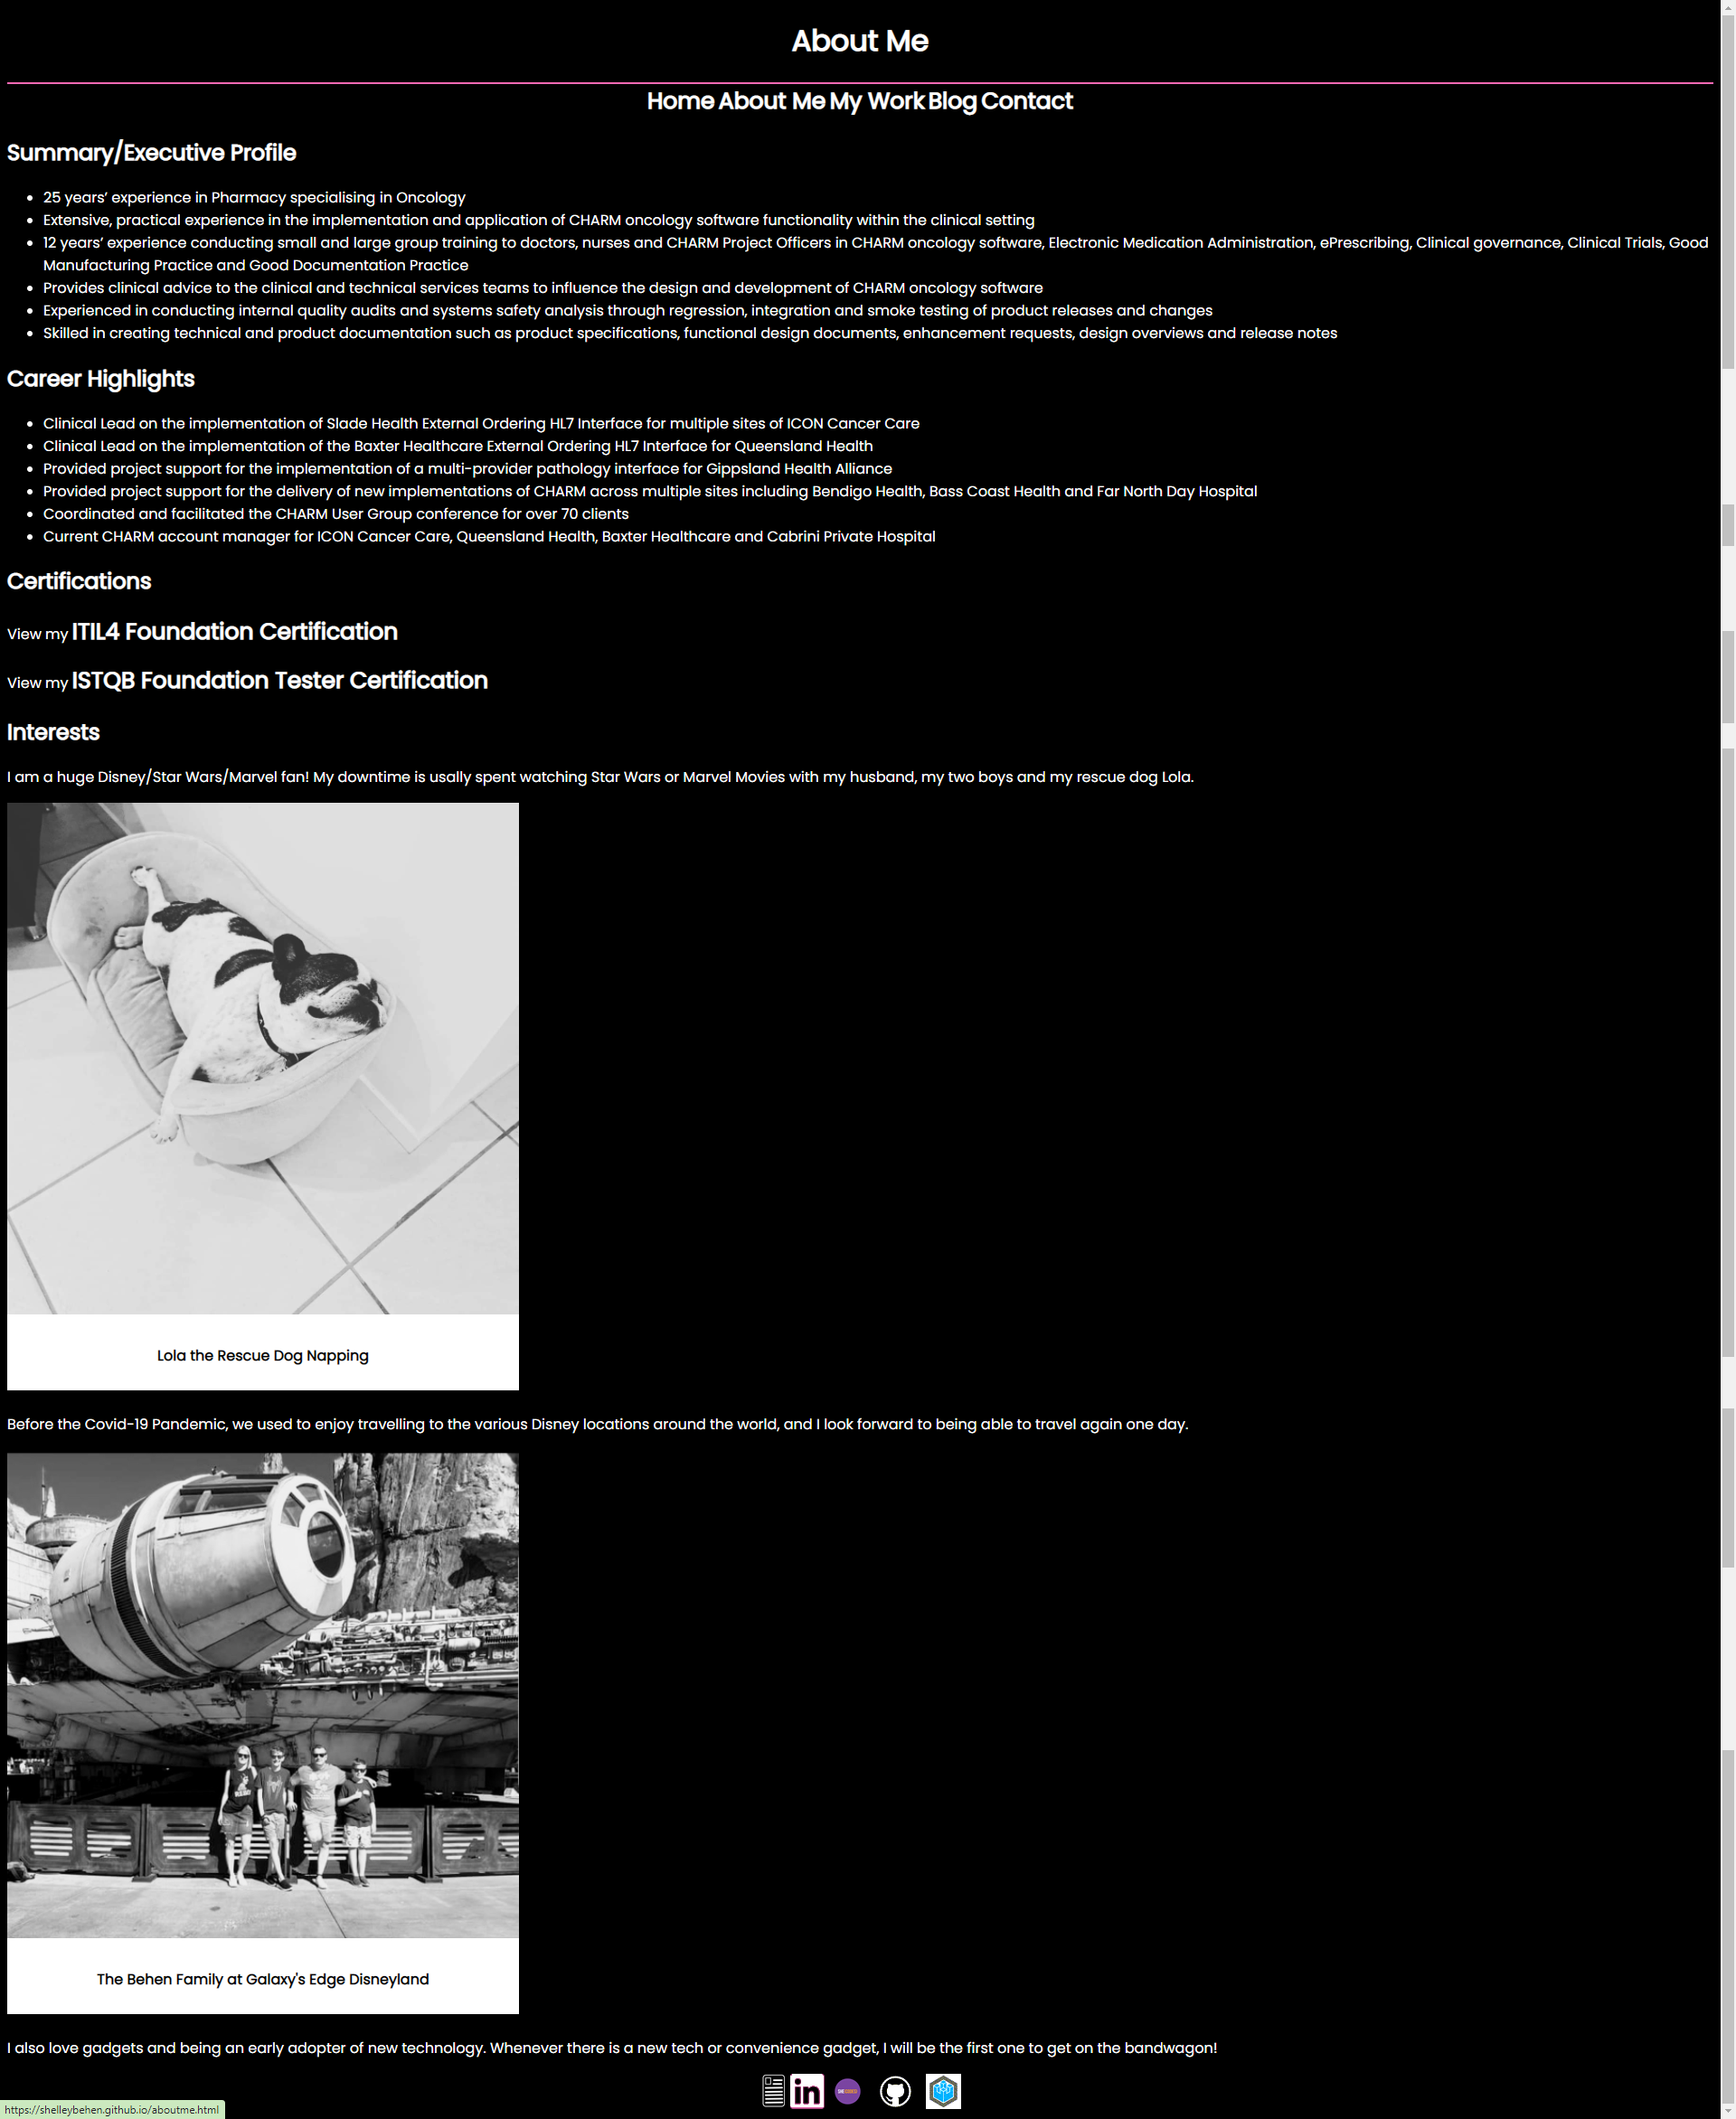 About Me
Home About Me My Work Blog Contact
Summary/Executive Profile
25 years’ experience in Pharmacy specialising in Oncology
Extensive, practical experience in the implementation and application of CHARM oncology software functionality within the clinical setting
12 years’ experience conducting small and large group training to doctors, nurses and CHARM Project Officers in CHARM oncology software, Electronic Medication Administration, ePrescribing, Clinical governance, Clinical Trials, Good
Manufacturing Practice and Good Documentation Practice
Provides clinical advice to the clinical and technical services teams to influence the design and development of CHARM oncology software
Experienced in conducting internal quality audits and systems safety analysis through regression, integration and smoke testing of product releases and changes
Skilled in creating technical and product documentation such as product specifications, functional design documents, enhancement requests, design overviews and release notes
Career Highlights
Clinical Lead on the implementation of Slade Health External Ordering HL7 Interface for multiple sites of ICON Cancer Care
Clinical Lead on the implementation of the Baxter Healthcare External Ordering HL7 Interface for Queensland Health
Provided project support for the implementation of a multi-provider pathology interface for Gippsland Health Alliance
Provided project support for the delivery of new implementations of CHARM across multiple sites including Bendigo Health, Bass Coast Health and Far North Day Hospital
Coordinated and facilitated the CHARM User Group conference for over 70 clients
Current CHARM account manager for ICON Cancer Care, Queensland Health, Baxter Healthcare and Cabrini Private Hospital
Certifications
View my ITIL4 Foundation Certification
View my ISTQB Foundation Tester Certification
Interests
I am a huge Disney/Star Wars/Marvel fan! My downtime is usally spent watching Star Wars or Marvel Movies with my husband, my two boys and my rescue dog Lola.
Lola the Rescue Dog Napping
Before the Covid-19 Pandemic, we used to enjoy travelling to the various Disney locations around the world, and I look forward to being able to travel again one day.
The Behen Family at Galaxy's Edge Disneyland
I also love gadgets and being an early adopter of new technology. Whenever there is a new tech or convenience gadget, I will be the first one to get on the bandwagon!
in
https://shelleybehen.github.io/aboutme.html